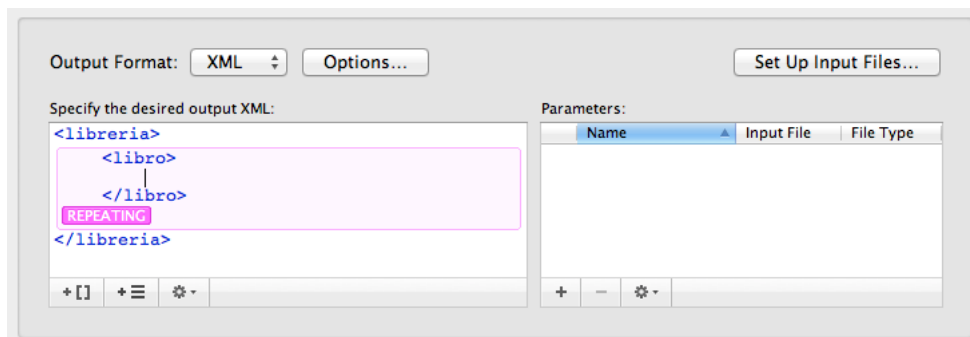 Output Format: XML Options... Set Up Input Files...
Specify the desired output XML: Parameters:
<libreria> Name Input File File Type
<libro>
</libro>
REPEATING
</libreria>
+[] +
+ −